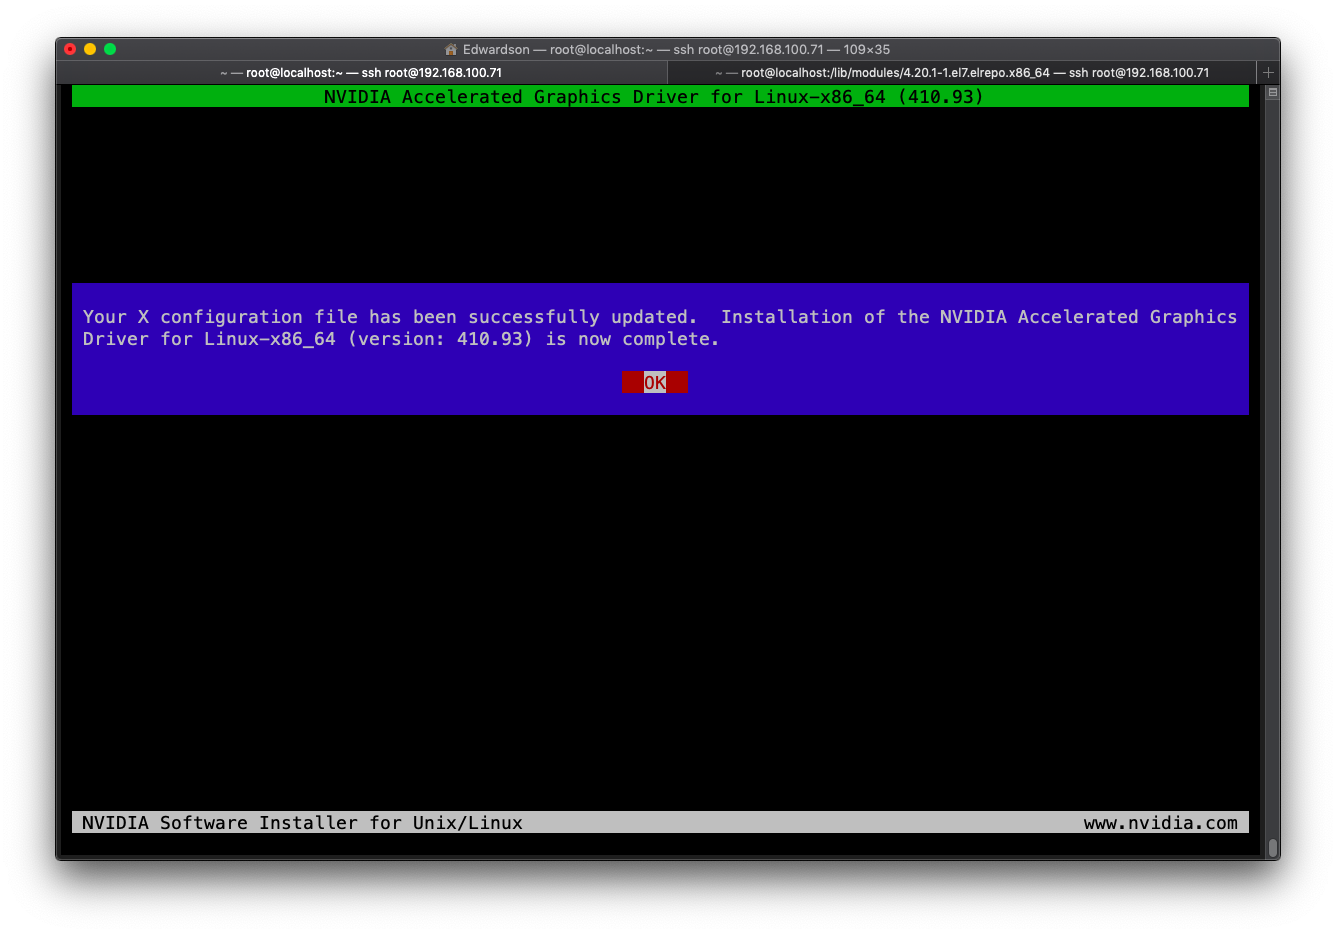 Edwardson — root@localhost:~ — ssh root@192.168.100.71 — 109×35
~ — root@localhost:~ — ssh root@192.168.100.71
~ — root@localhost:/lib/modules/4.20.1-1.el7.elrepo.x86_64 — ssh root@192.168.100.71
NVIDIA Accelerated Graphics Driver for Linux-x86_64 (410.93)
Your X configuration file has been successfully updated.  Installation of the NVIDIA Accelerated Graphics
Driver for Linux-x86_64 (version: 410.93) is now complete.
OK
NVIDIA Software Installer for Unix/Linux
www.nvidia.com